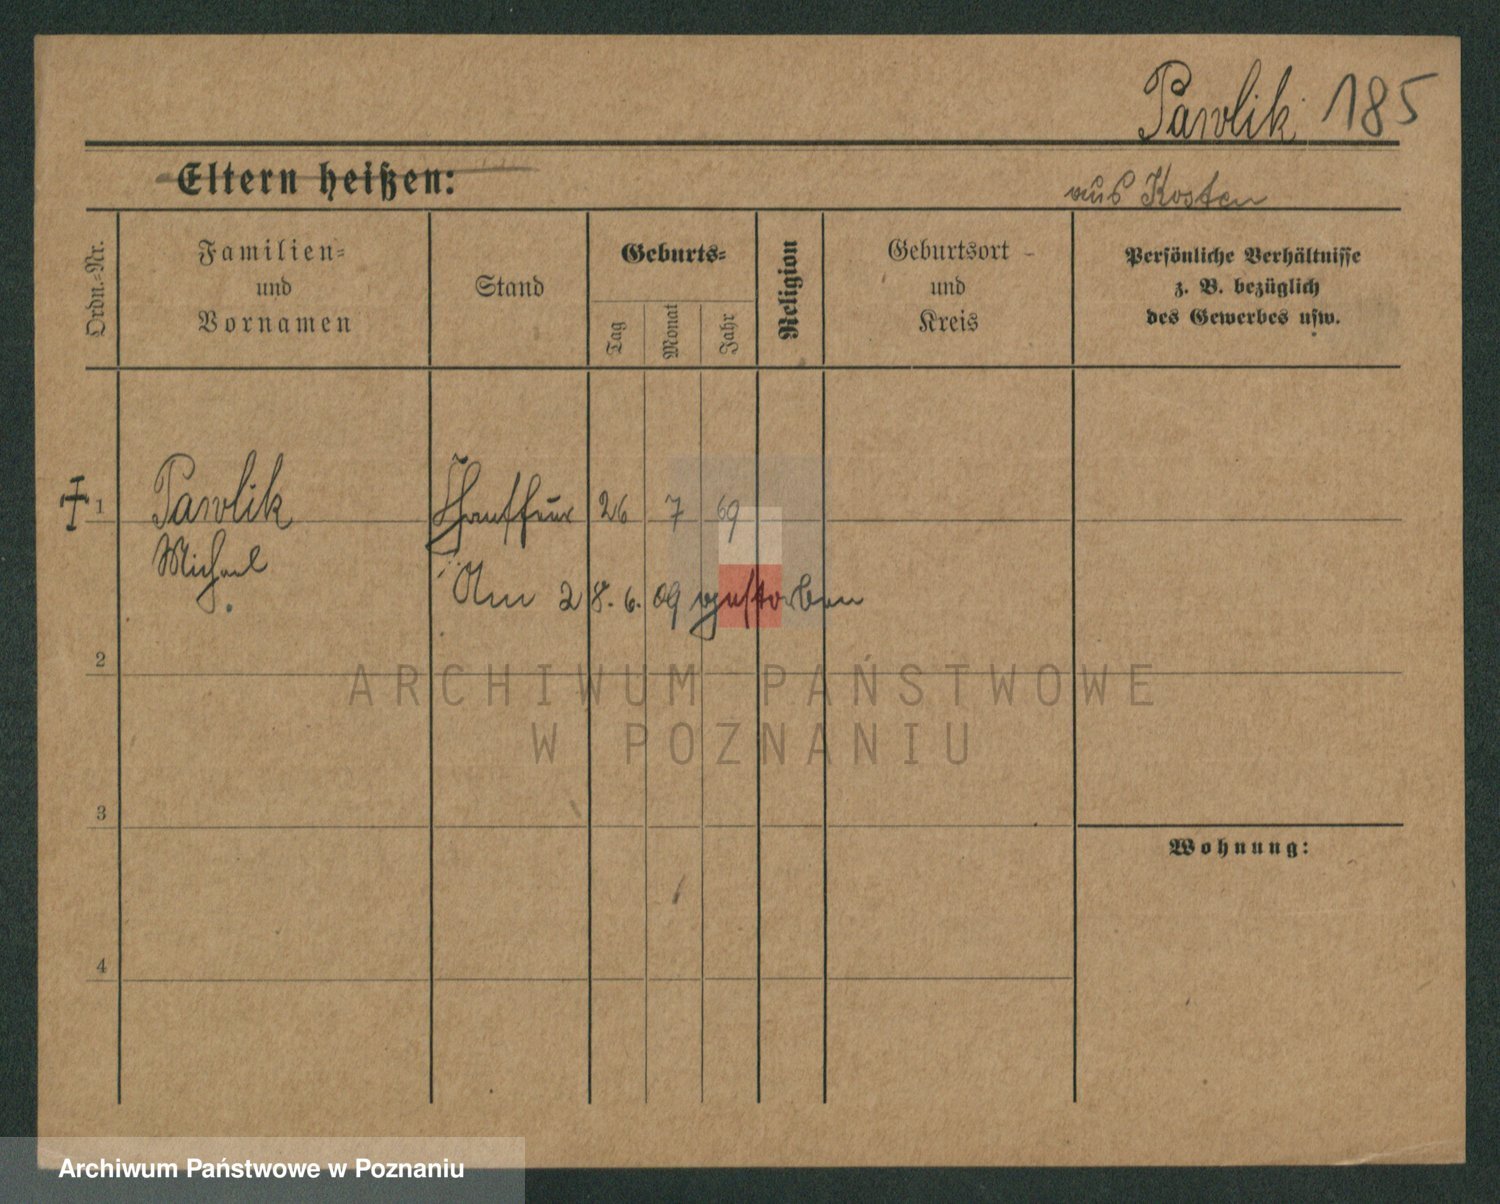 Pawlik 185
Eltern heißen:
aus Kosten
Ordn.-Nr.
Familien-
und
Vornamen
Stand
Geburts-
Tag
Monat
Jahr
Religion
Geburtsort
und
Kreis
Persönliche Verhältnisse
z. B. bezüglich
des Gewerbes usw.
1 Pawlik 26 7 69
Michael
Am 28. 6. 09 gestorben
2
ARCHIWUM PAŃSTWOWE
W POZNANIU
3
Wohnung:
4
Archiwum Państwowe w Poznaniu